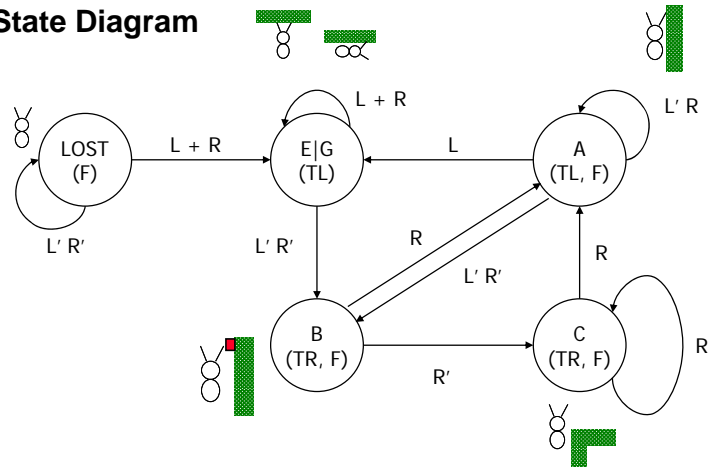 State Diagram
L + R
L' R
LOST
(F)
L + R
E|G
(TL)
L
A
(TL, F)
L' R'
L' R'
R
L' R'
R
B
(TR, F)
R'
C
(TR, F)
R